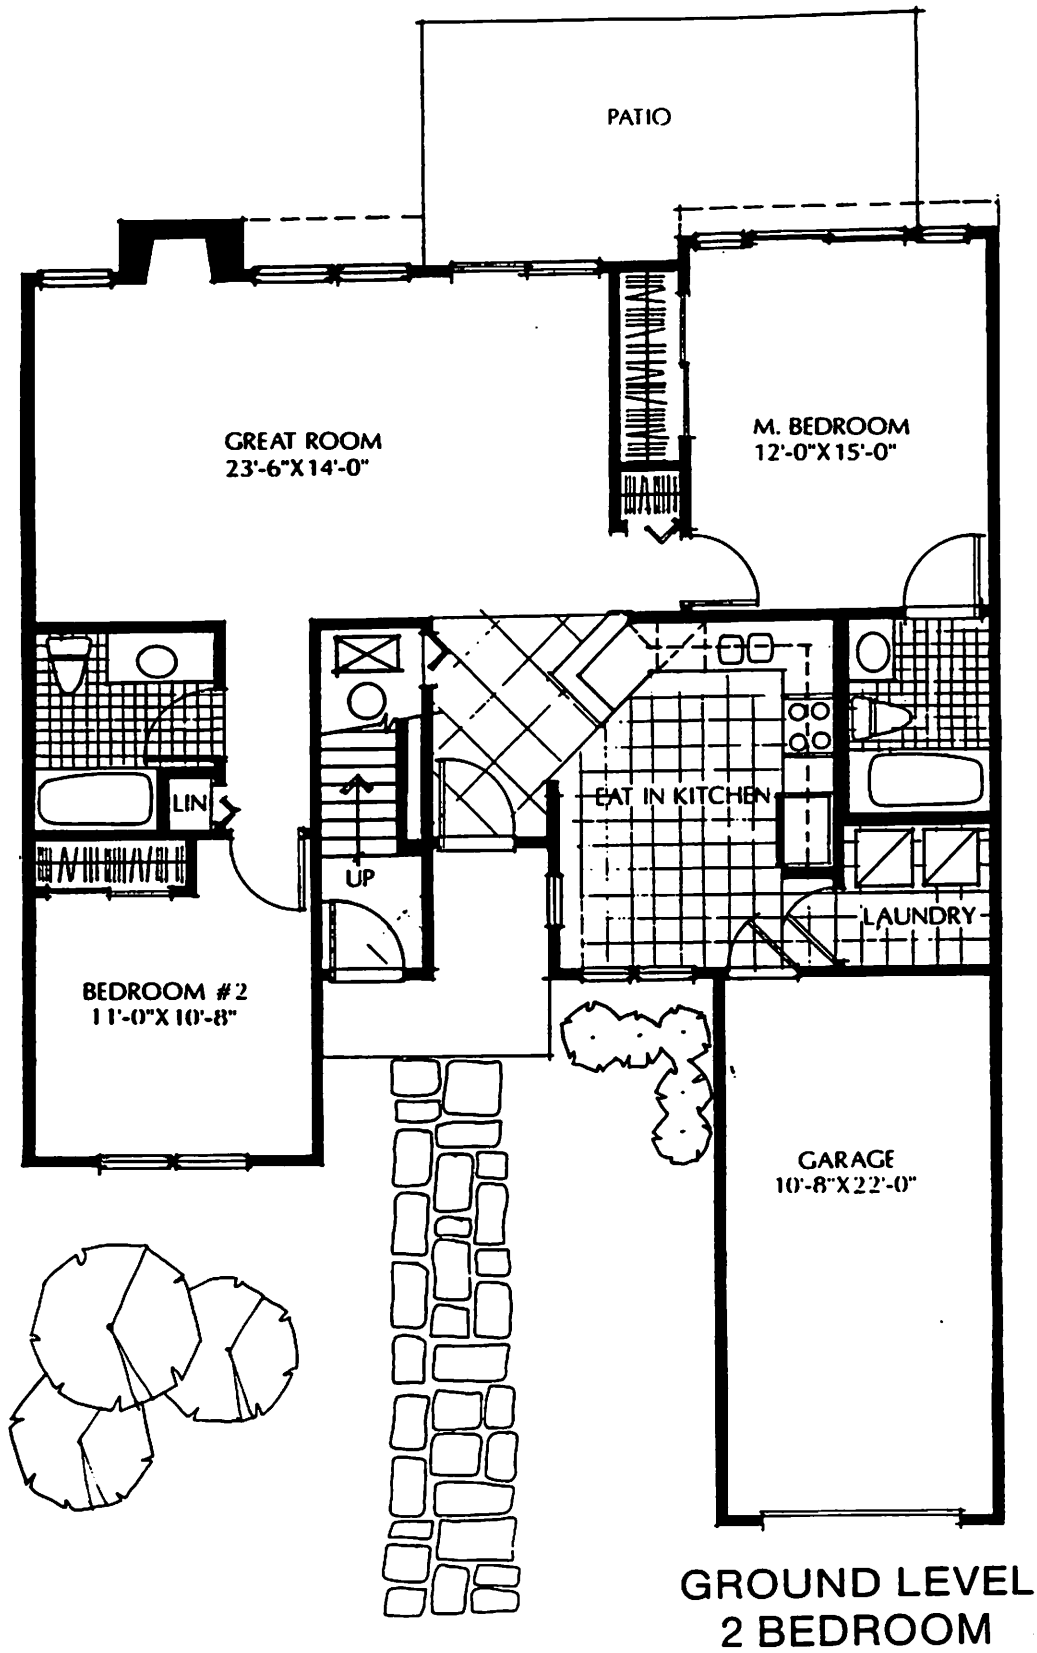 PATIO
GREAT ROOM
23'-6"X14'-0"
M. BEDROOM
12'-0"X15'-0"
LIN
EAT IN KITCHEN
UP
LAUNDRY
BEDROOM #2
11'-0"X10'-8"
GARAGE
10'-8"X22'-0"
GROUND LEVEL
2 BEDROOM